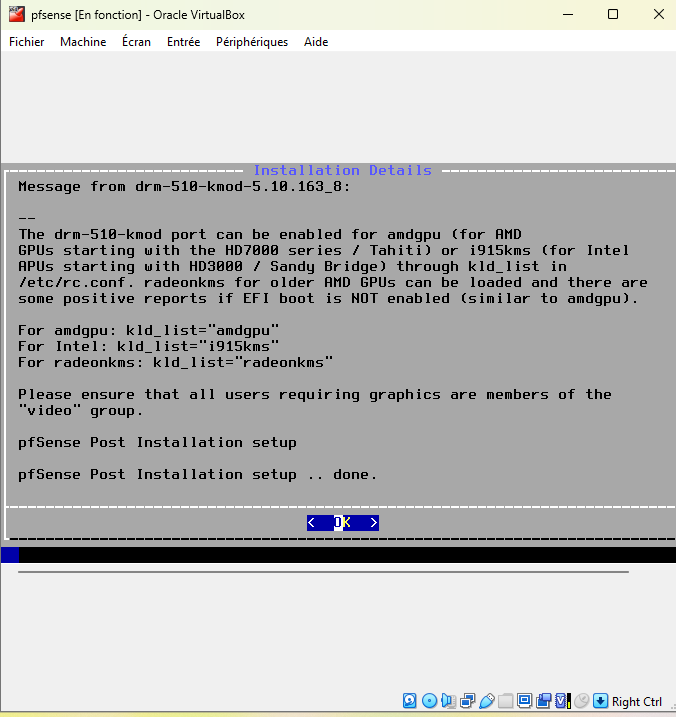 pfsense [En fonction] - Oracle VirtualBox
Fichier Machine Écran Entrée Périphériques Aide
Installation Details
Message from drm-510-kmod-5.10.163_8:
--
The drm-510-kmod port can be enabled for amdgpu (for AMD
GPUs starting with the HD7000 series / Tahiti) or i915kms (for Intel
APUs starting with HD3000 / Sandy Bridge) through kld_list in
/etc/rc.conf. radeonkms for older AMD GPUs can be loaded and there are
some positive reports if EFI boot is NOT enabled (similar to amdgpu).
For amdgpu: kld_list="amdgpu"
For Intel: kld_list="i915kms"
For radeonkms: kld_list="radeonkms"
Please ensure that all users requiring graphics are members of the
"video" group.
pfSense Post Installation setup
pfSense Post Installation setup .. done.
< OK >
Right Ctrl